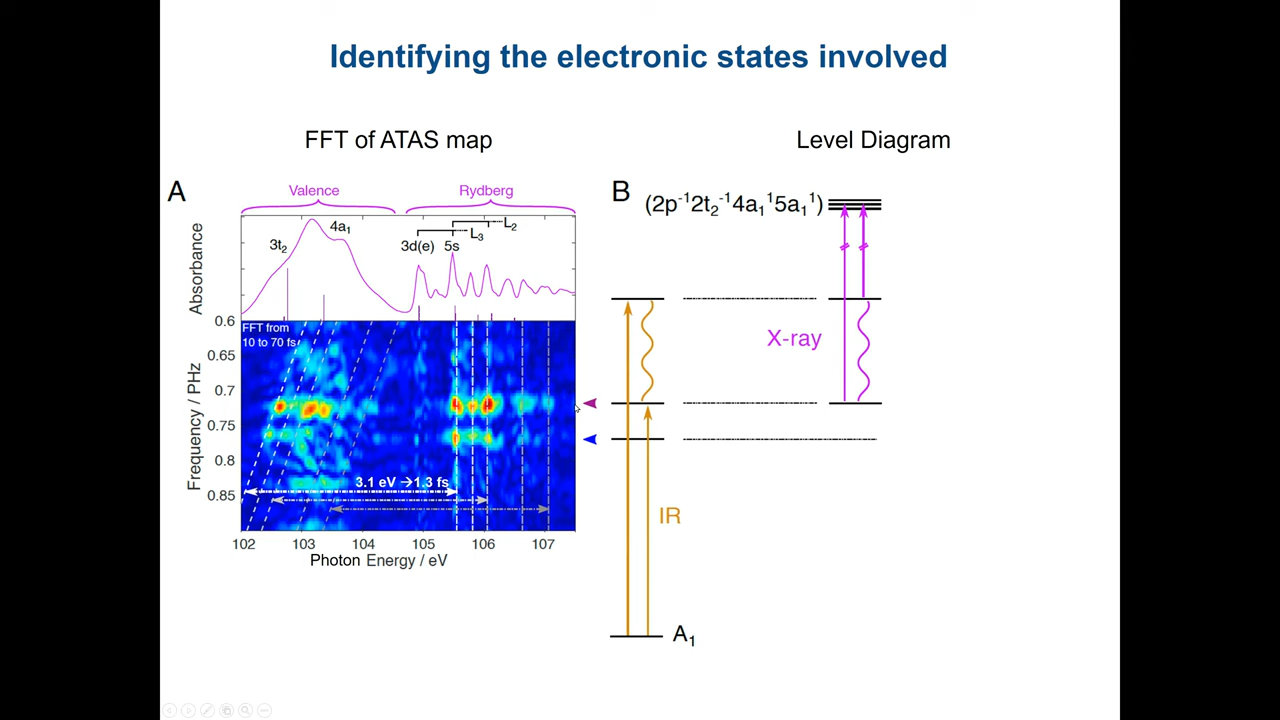 Identifying the electronic states involved
FFT of ATAS map
Level Diagram
A
Valence
Rydberg
Absorbance
3t2
4a1
3d(e)
5s
L3
L2
FFT from
10 to 70 fs
Frequency / PHz
0.6
0.65
0.7
0.75
0.8
0.85
3.1 eV →1.3 fs
102
103
104
105
106
107
Photon Energy / eV
B
(2p⁻¹2t₂⁻¹4a₁¹5a₁¹)
X-ray
IR
A₁